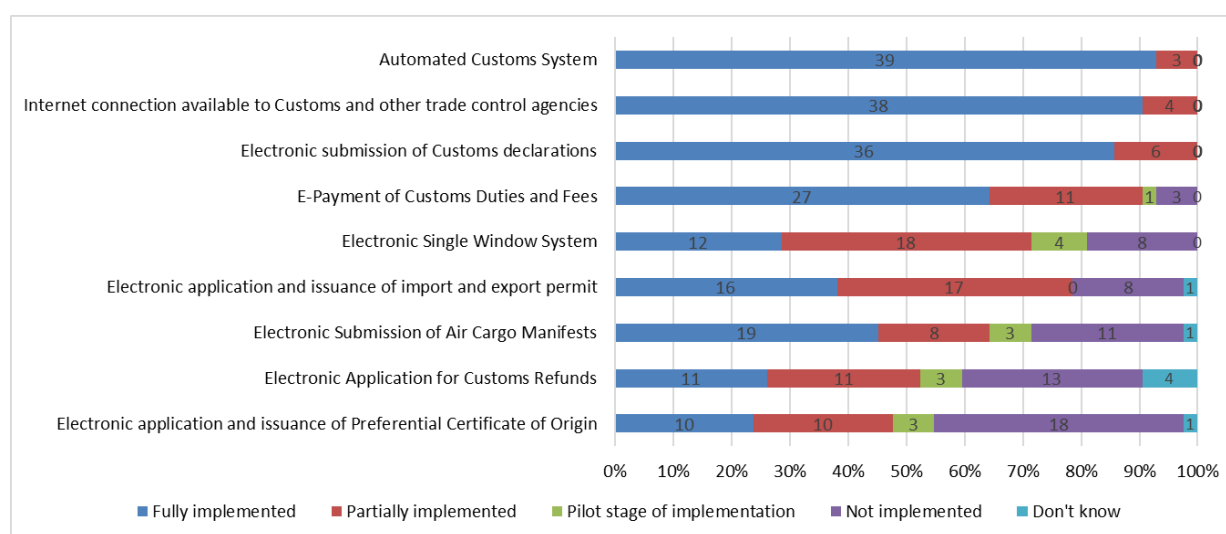 Automated Customs System 39 3 0
Internet connection available to Customs and other trade control agencies 38 4 0
Electronic submission of Customs declarations 36 6 0
E-Payment of Customs Duties and Fees 27 11 1 3 0
Electronic Single Window System 12 18 4 8 0
Electronic application and issuance of import and export permit 16 17 0 8 1
Electronic Submission of Air Cargo Manifests 19 8 3 11 1
Electronic Application for Customs Refunds 11 11 3 13 4
Electronic application and issuance of Preferential Certificate of Origin 10 10 3 18 1
0% 10% 20% 30% 40% 50% 60% 70% 80% 90% 100%
Fully implemented Partially implemented Pilot stage of implementation Not implemented Don't know